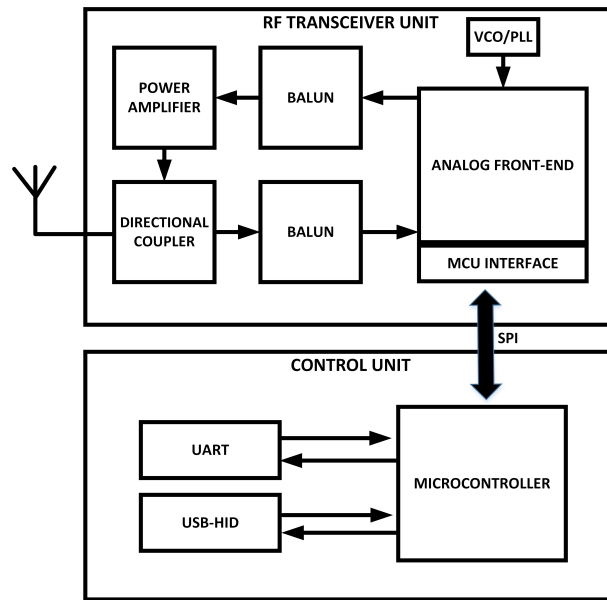 RF TRANSCEIVER UNIT
VCO/PLL
POWER
AMPLIFIER
BALUN
ANALOG FRONT-END
DIRECTIONAL
COUPLER
BALUN
MCU INTERFACE
SPI
CONTROL UNIT
UART
MICROCONTROLLER
USB-HID